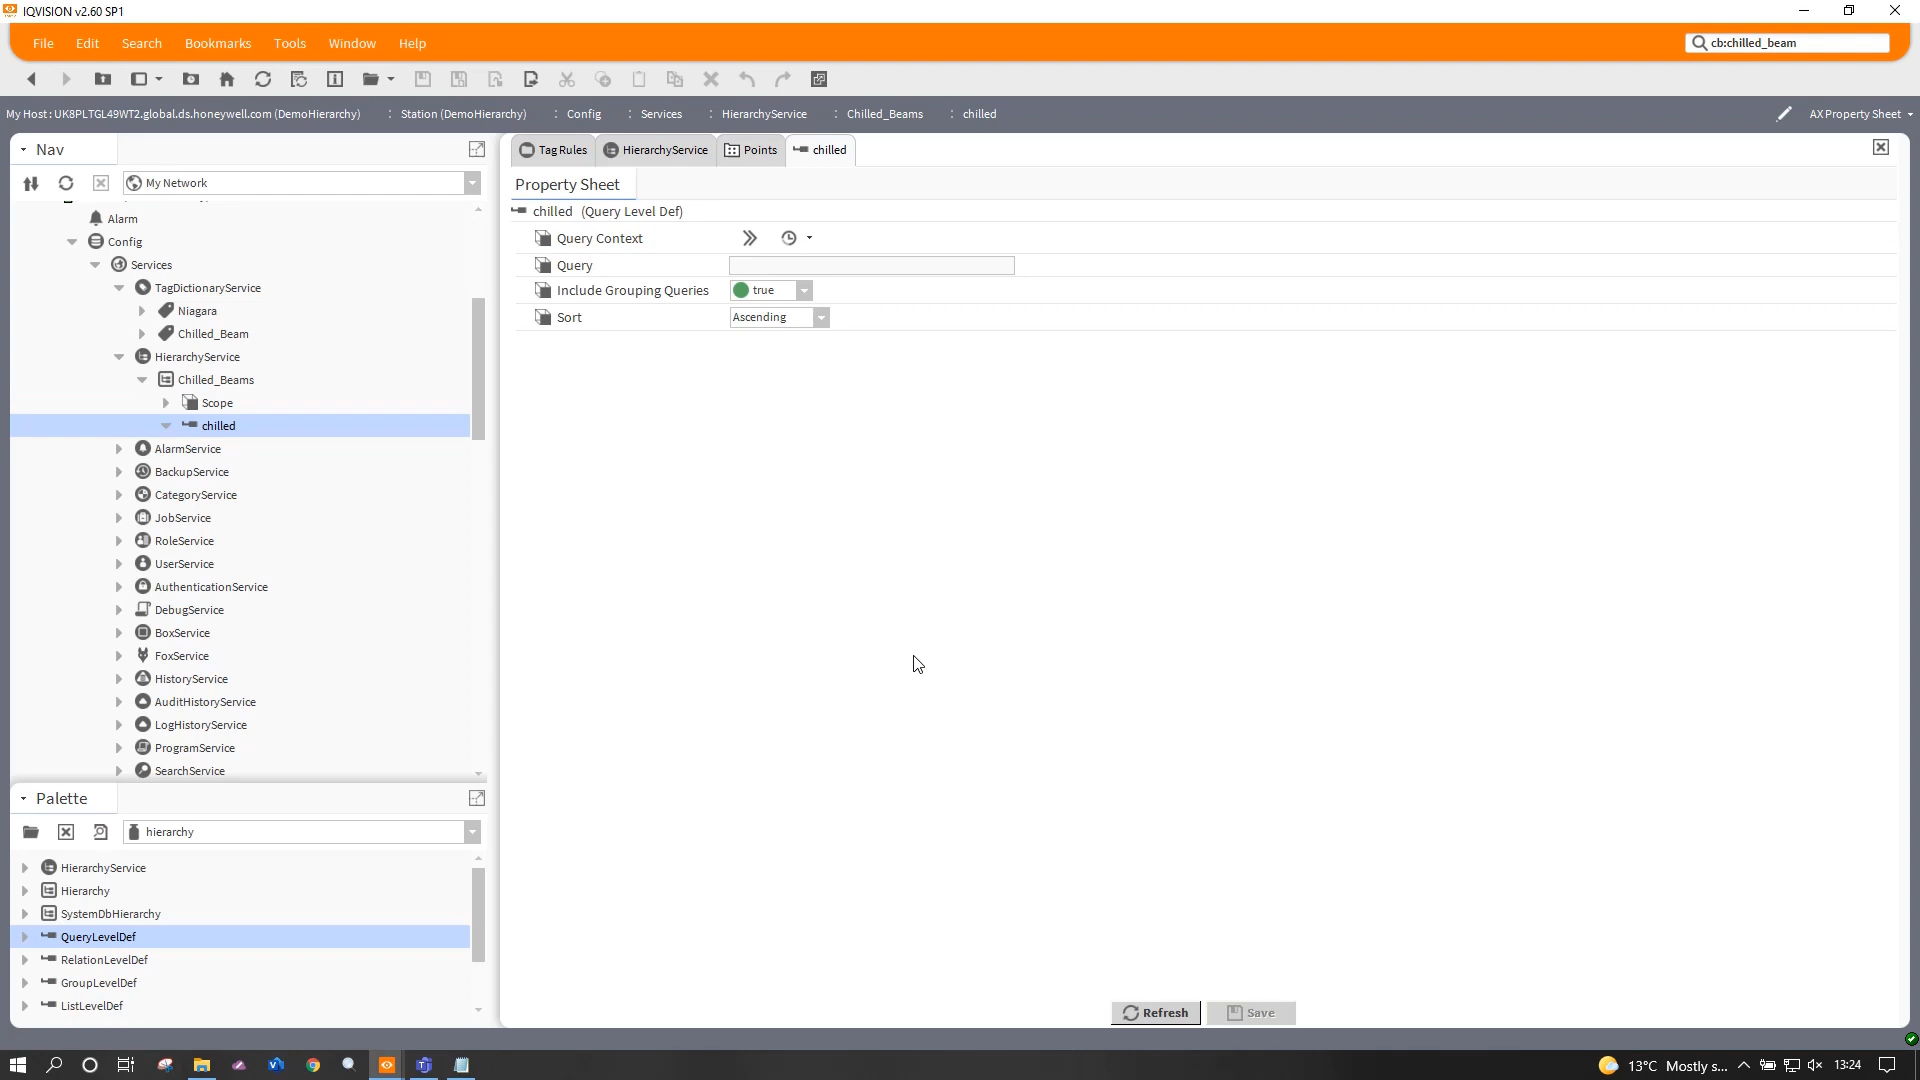 IQVISION v2.60 SP1
File Edit Search Bookmarks Tools Window Help
cb:chilled_beam
My Host : UK8PLTGL49WT2.global.ds.honeywell.com (DemoHierarchy) : Station (DemoHierarchy) : Config : Services : HierarchyService : Chilled_Beams : chilled
AX Property Sheet
Nav
My Network
Alarm
Config
Services
TagDictionaryService
Niagara
Chilled_Beam
HierarchyService
Chilled_Beams
Scope
chilled
AlarmService
BackupService
CategoryService
JobService
RoleService
UserService
AuthenticationService
DebugService
BoxService
FoxService
HistoryService
AuditHistoryService
LogHistoryService
ProgramService
SearchService
Palette
hierarchy
HierarchyService
Hierarchy
SystemDbHierarchy
QueryLevelDef
RelationLevelDef
GroupLevelDef
ListLevelDef
Tag Rules HierarchyService Points chilled
Property Sheet
chilled (Query Level Def)
Query Context
Query
Include Grouping Queries true
Sort Ascending
Refresh Save
13°C Mostly s... 13:24